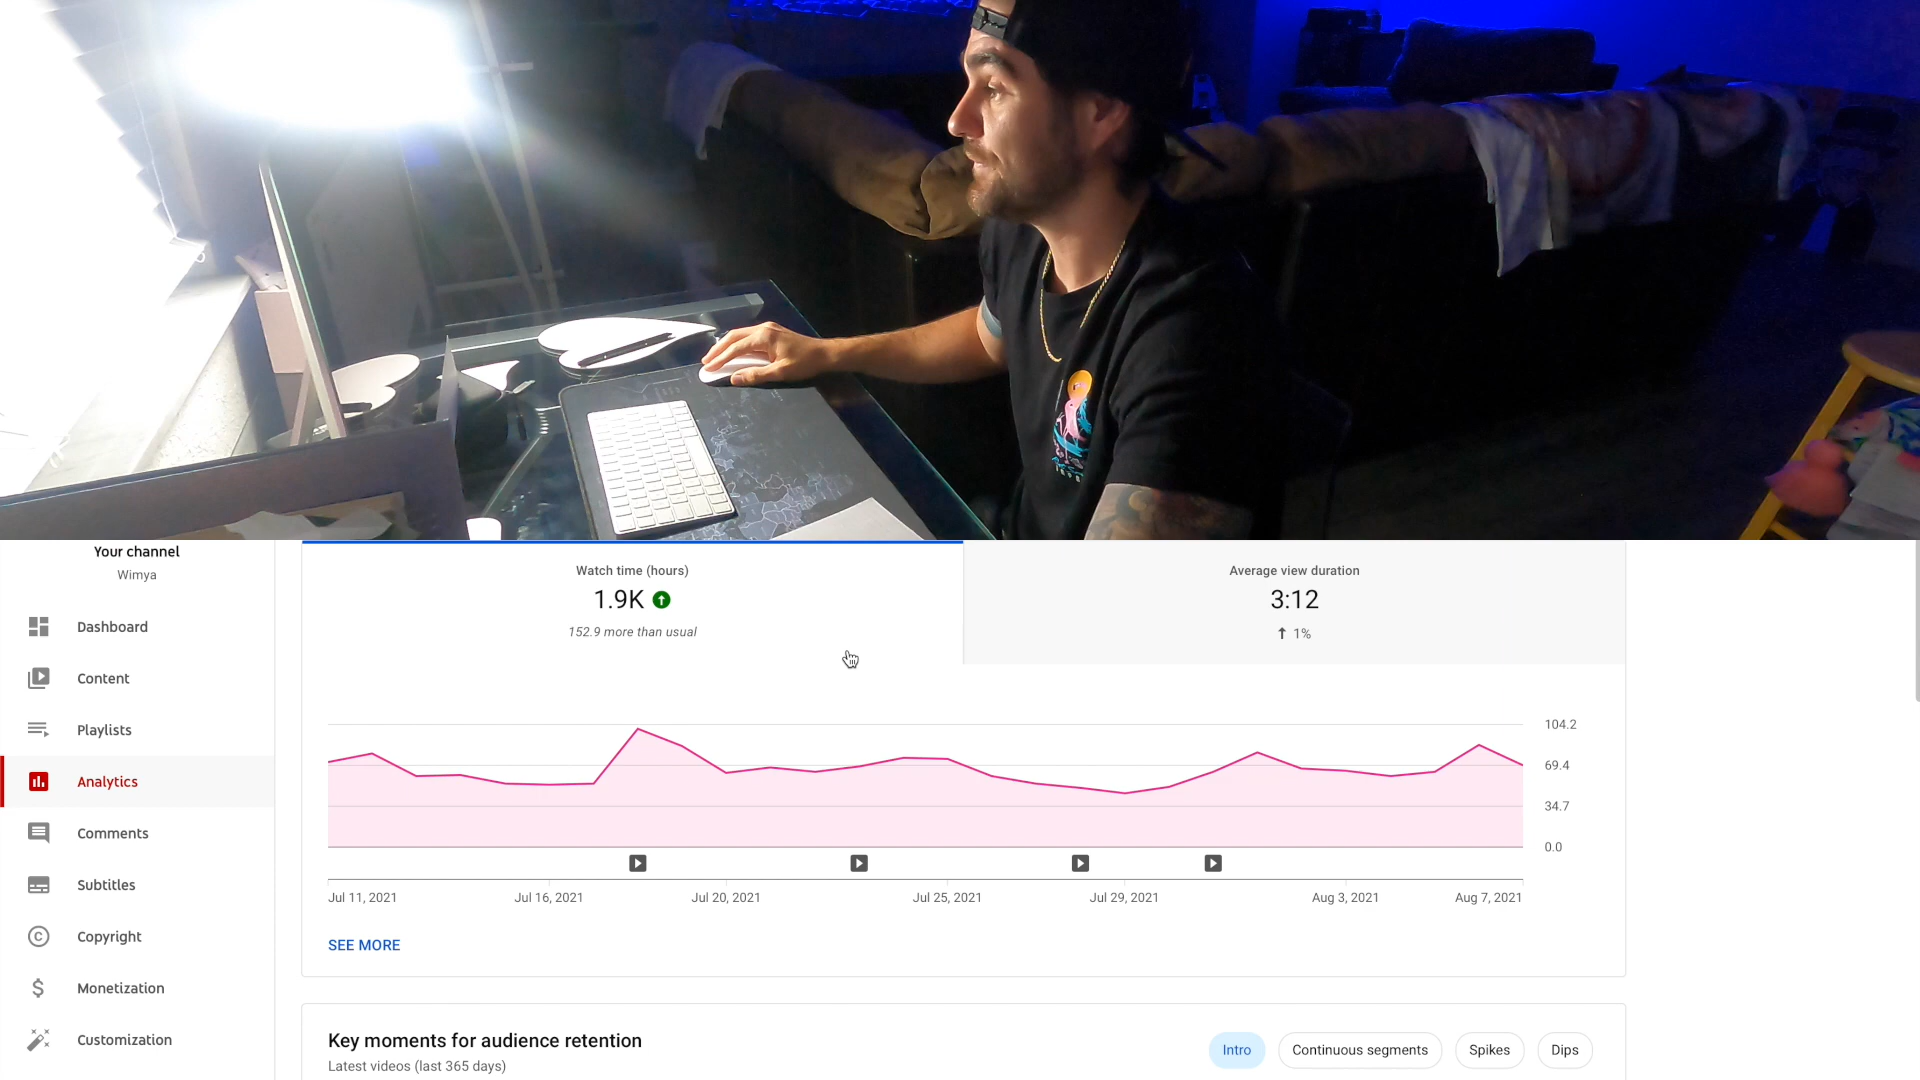 Your channel
Wimya
Dashboard
Content
Playlists
Analytics
Comments
Subtitles
Copyright
Monetization
Customization
Watch time (hours)
1.9K
152.9 more than usual
Average view duration
3:12
1%
104.2
69.4
34.7
0.0
Jul 11, 2021
Jul 16, 2021
Jul 20, 2021
Jul 25, 2021
Jul 29, 2021
Aug 3, 2021
Aug 7, 2021
SEE MORE
Key moments for audience retention
Latest videos (last 365 days)
Intro
Continuous segments
Spikes
Dips